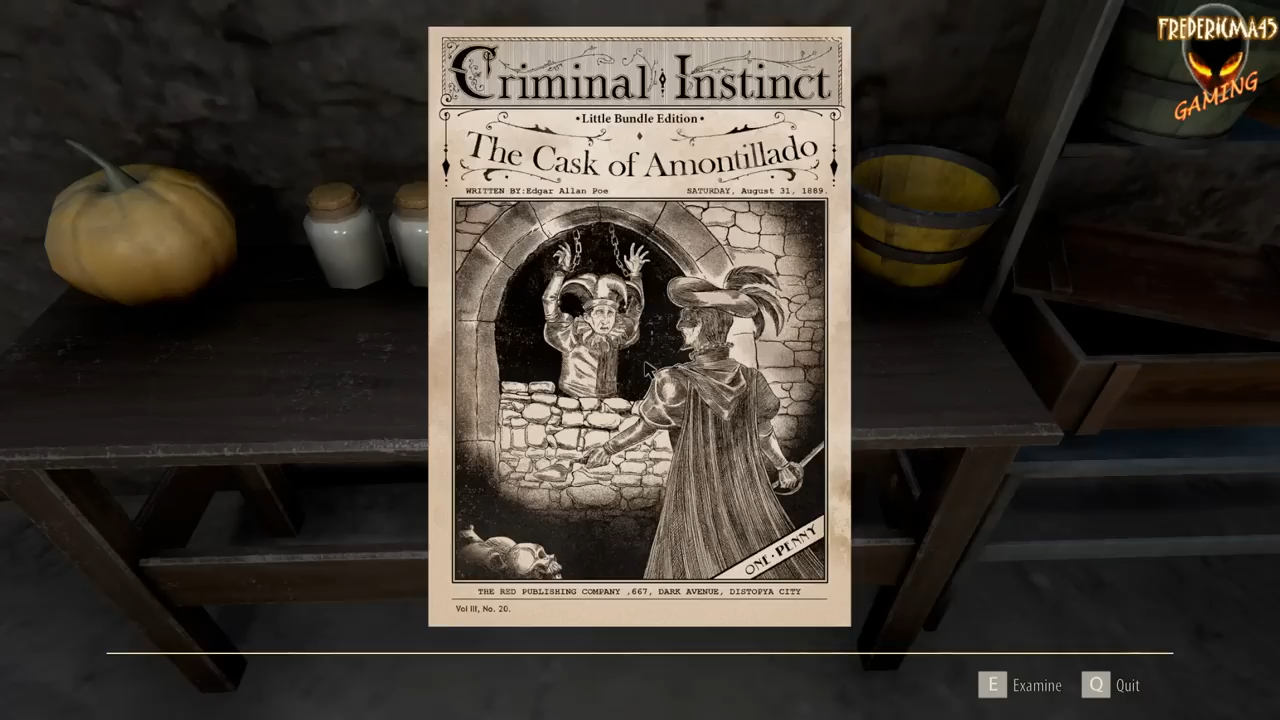 FREDERICMA45
GAMING
Criminal Instinct
•Little Bundle Edition•
The Cask of Amontillado
WRITTEN BY:Edgar Allan Poe
SATURDAY, August 31, 1889.
ONE·PENNY
THE RED PUBLISHING COMPANY ,667, DARK AVENUE, DISTOPYA CITY
Vol III, No. 20.
E Examine Q Quit